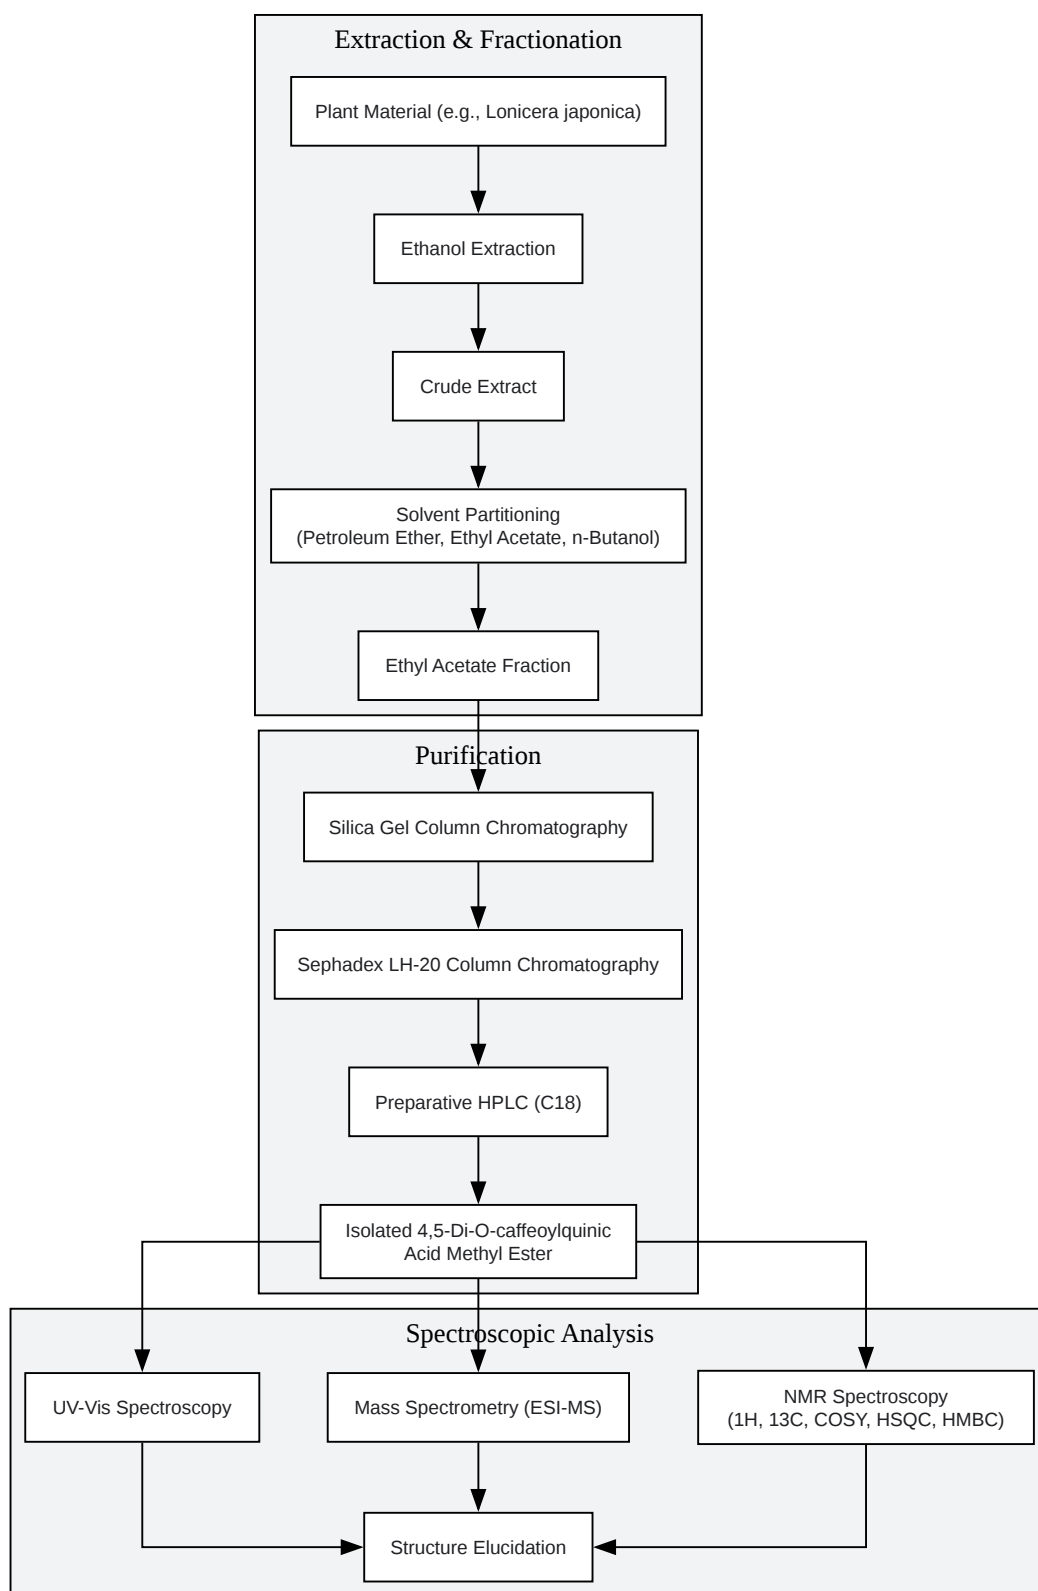 Extraction & Fractionation
Plant Material (e.g., Lonicera japonica)
Ethanol Extraction
Crude Extract
Solvent Partitioning
(Petroleum Ether, Ethyl Acetate, n-Butanol)
Ethyl Acetate Fraction
Purification
Silica Gel Column Chromatography
Sephadex LH-20 Column Chromatography
Preparative HPLC (C18)
Isolated 4,5-Di-O-caffeoylquinic
Acid Methyl Ester
Spectroscopic Analysis
UV-Vis Spectroscopy
Mass Spectrometry (ESI-MS)
NMR Spectroscopy
(1H, 13C, COSY, HSQC, HMBC)
Structure Elucidation